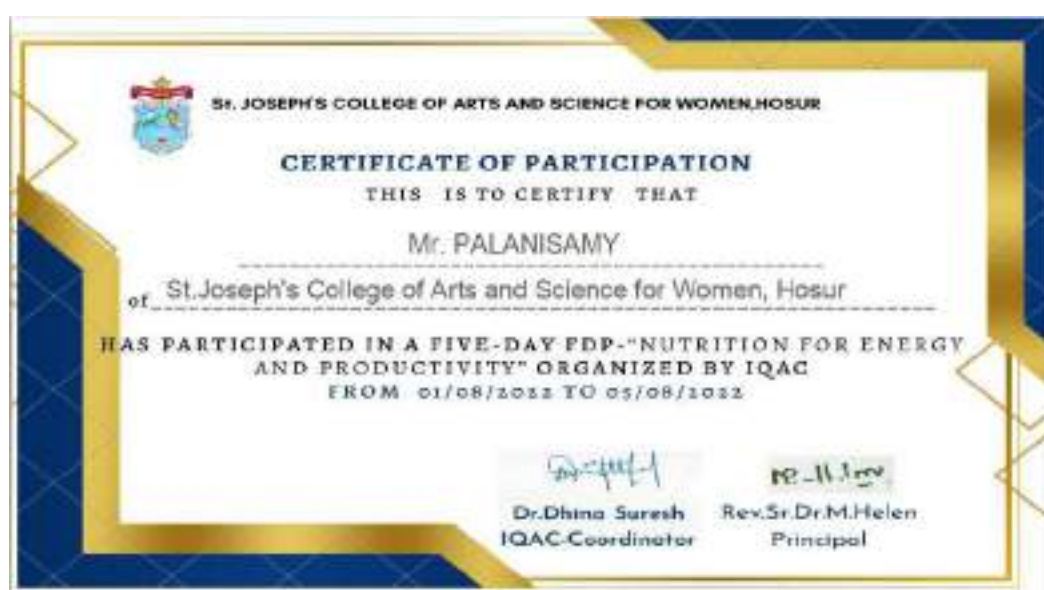 St. JOSEPH'S COLLEGE OF ARTS AND SCIENCE FOR WOMEN,HOSUR
CERTIFICATE OF PARTICIPATION
THIS IS TO CERTIFY THAT
Mr. PALANISAMY
of St.Joseph's College of Arts and Science for Women, Hosur
HAS PARTICIPATED IN A FIVE-DAY FDP-"NUTRITION FOR ENERGY
AND PRODUCTIVITY" ORGANIZED BY IQAC
FROM 01/08/2022 TO 05/08/2022
Dr.Dhina Suresh Rev.Sr.Dr.M.Helen
IQAC-Coordinator Principal